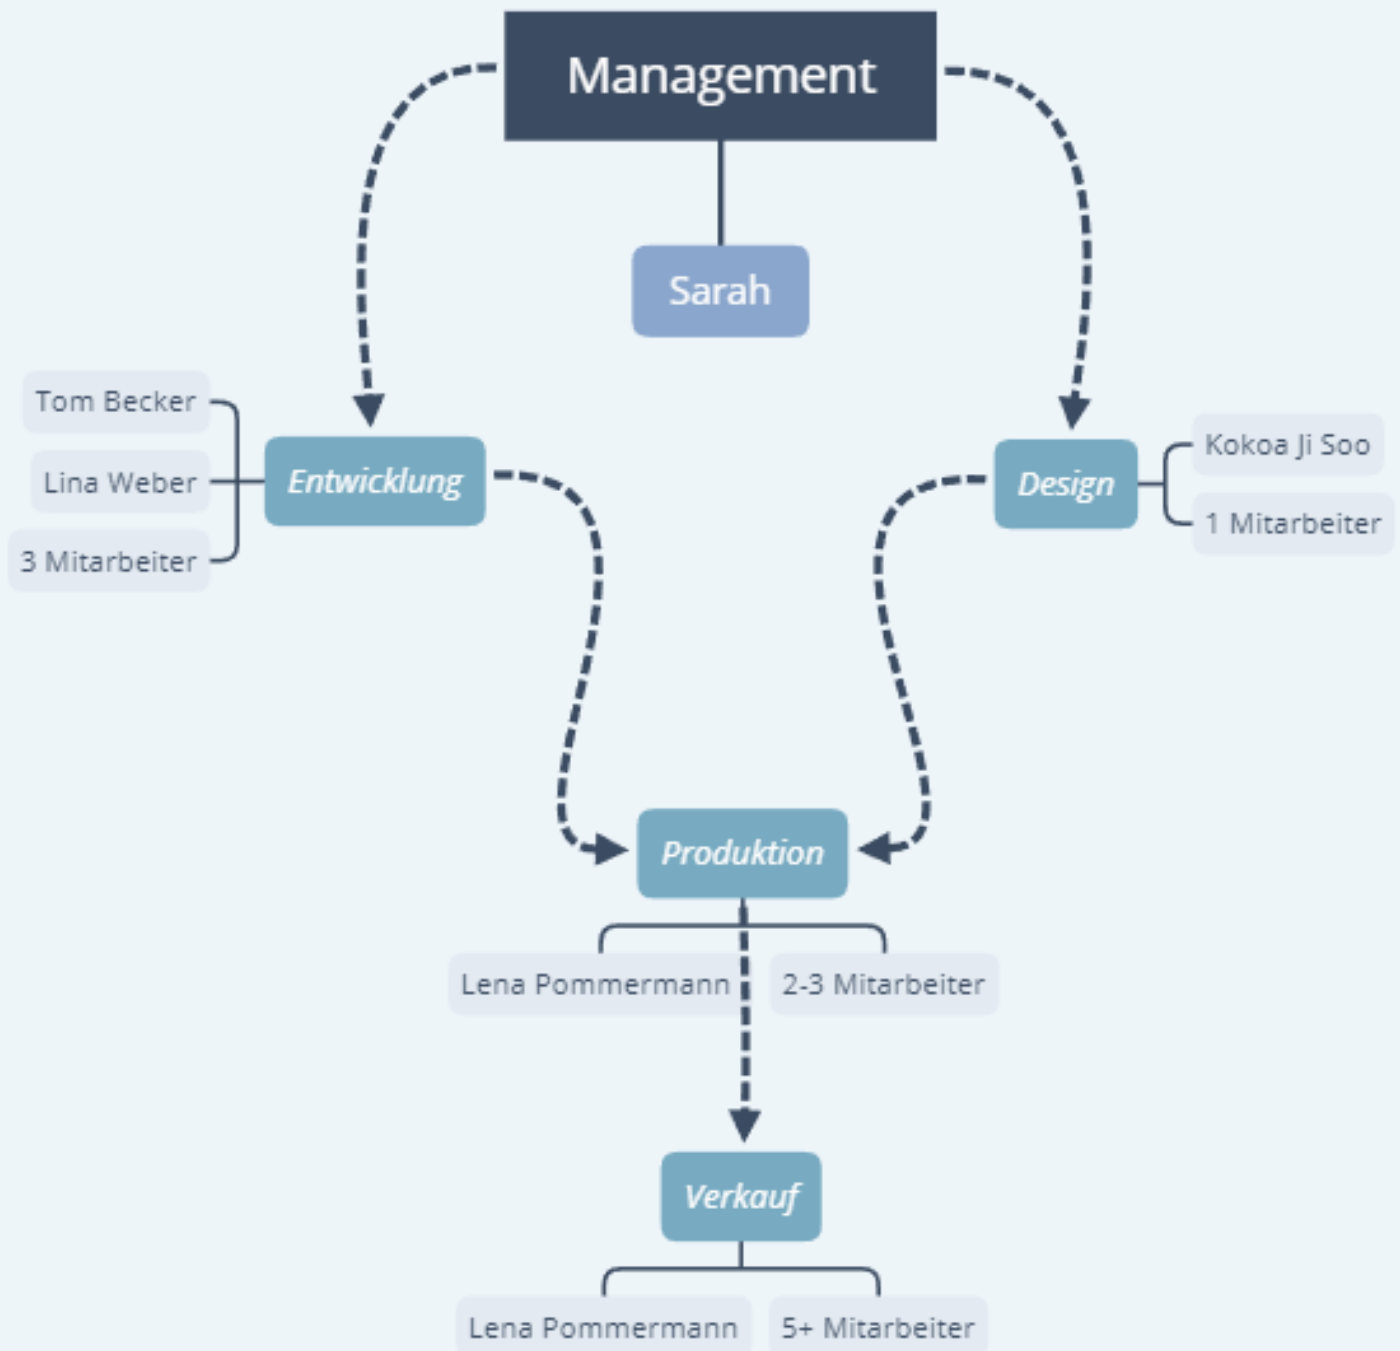 Management
Sarah
Tom Becker
Lina Weber
3 Mitarbeiter
Entwicklung
Design
Kokoa Ji Soo
1 Mitarbeiter
Produktion
Lena Pommermann
2-3 Mitarbeiter
Verkauf
Lena Pommermann
5+ Mitarbeiter